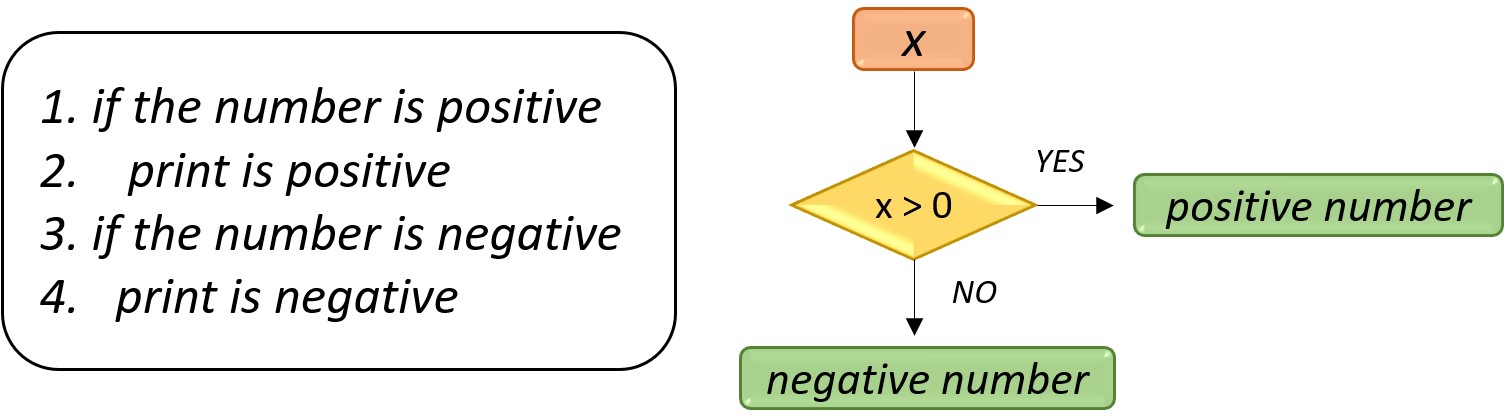 1. if the number is positive
2. print is positive
3. if the number is negative
4. print is negative
x
x > 0
YES
positive number
NO
negative number